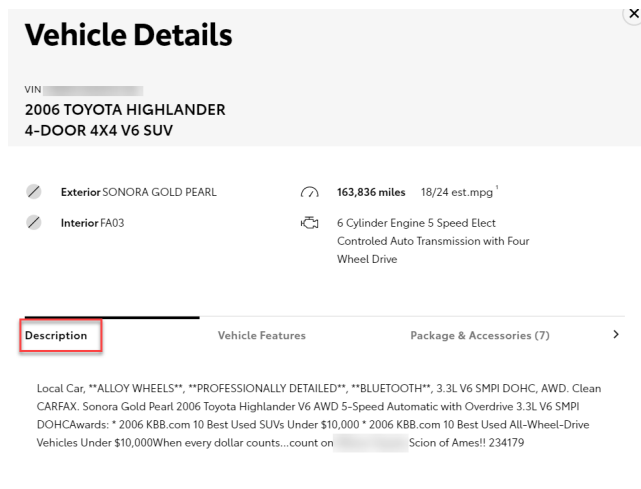 Vehicle Details
VIN
2006 TOYOTA HIGHLANDER
4-DOOR 4X4 V6 SUV
Exterior SONORA GOLD PEARL
163,836 miles 18/24 est.mpg 1
Interior FA03
6 Cylinder Engine 5 Speed Elect
Controled Auto Transmission with Four
Wheel Drive
Description Vehicle Features Package & Accessories (7)
Local Car, **ALLOY WHEELS**, **PROFESSIONALLY DETAILED**, **BLUETOOTH**, 3.3L V6 SMPI DOHC, AWD. Clean
CARFAX. Sonora Gold Pearl 2006 Toyota Highlander V6 AWD 5-Speed Automatic with Overdrive 3.3L V6 SMPI
DOHCAwards: * 2006 KBB.com 10 Best Used SUVs Under $10,000 * 2006 KBB.com 10 Best Used All-Wheel-Drive
Vehicles Under $10,000When every dollar counts...count on Scion of Ames!! 234179